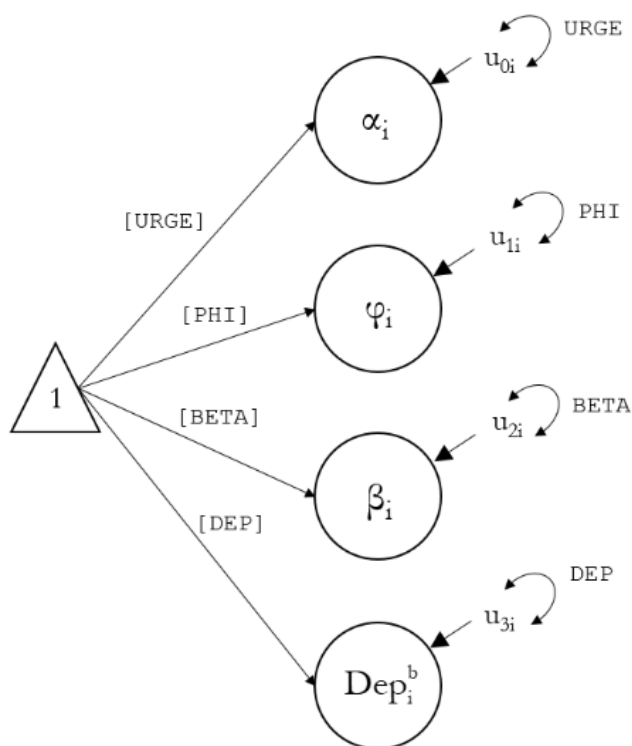 URGE
u₀ᵢ
αᵢ
[URGE]
PHI
u₁ᵢ
φᵢ
[PHI]
1
[BETA]
BETA
u₂ᵢ
βᵢ
[DEP]
DEP
u₃ᵢ
Depᵢᵇ